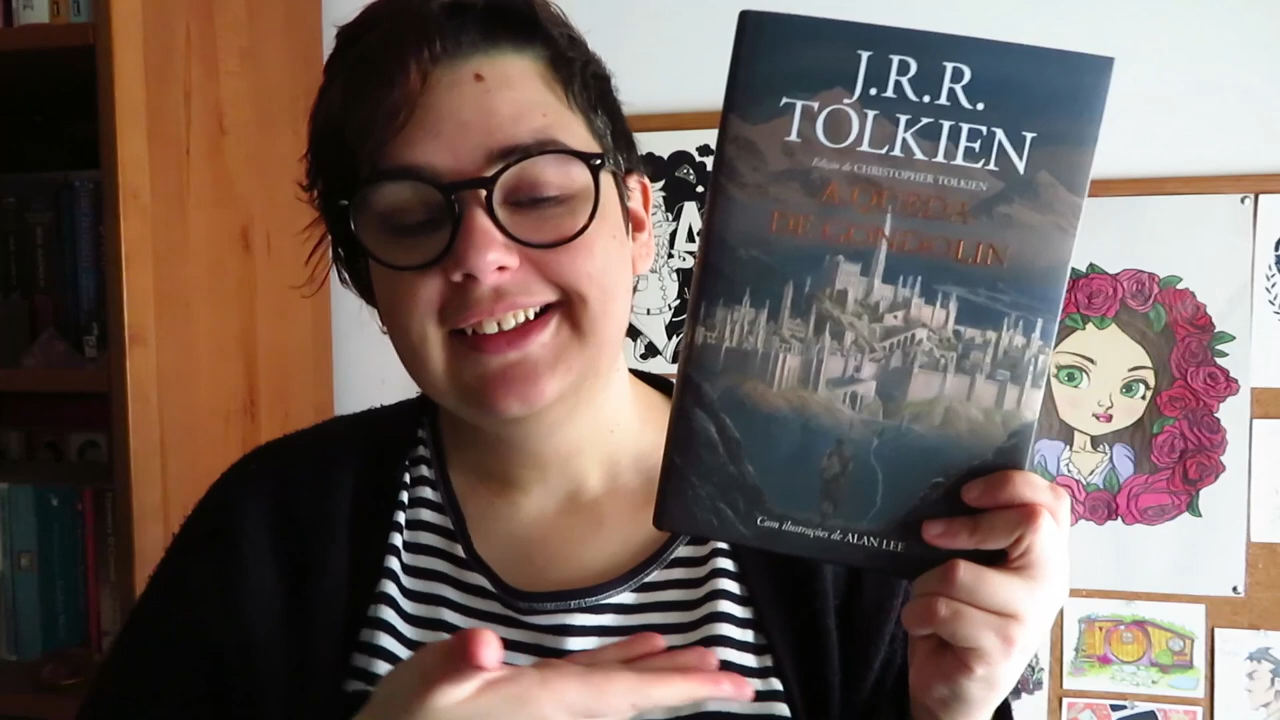 J.R.R.
TOLKIEN
Edição de CHRISTOPHER TOLKIEN
A QUEDA
DE GONDOLIN
Com ilustrações de ALAN LEE